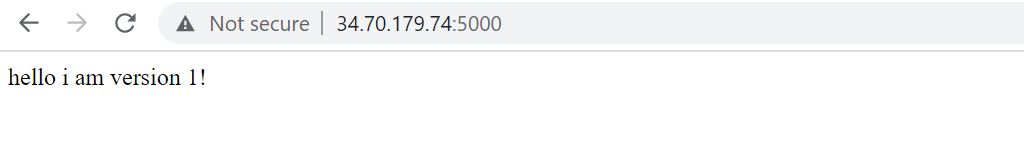 Not secure | 34.70.179.74:5000
hello i am version 1!